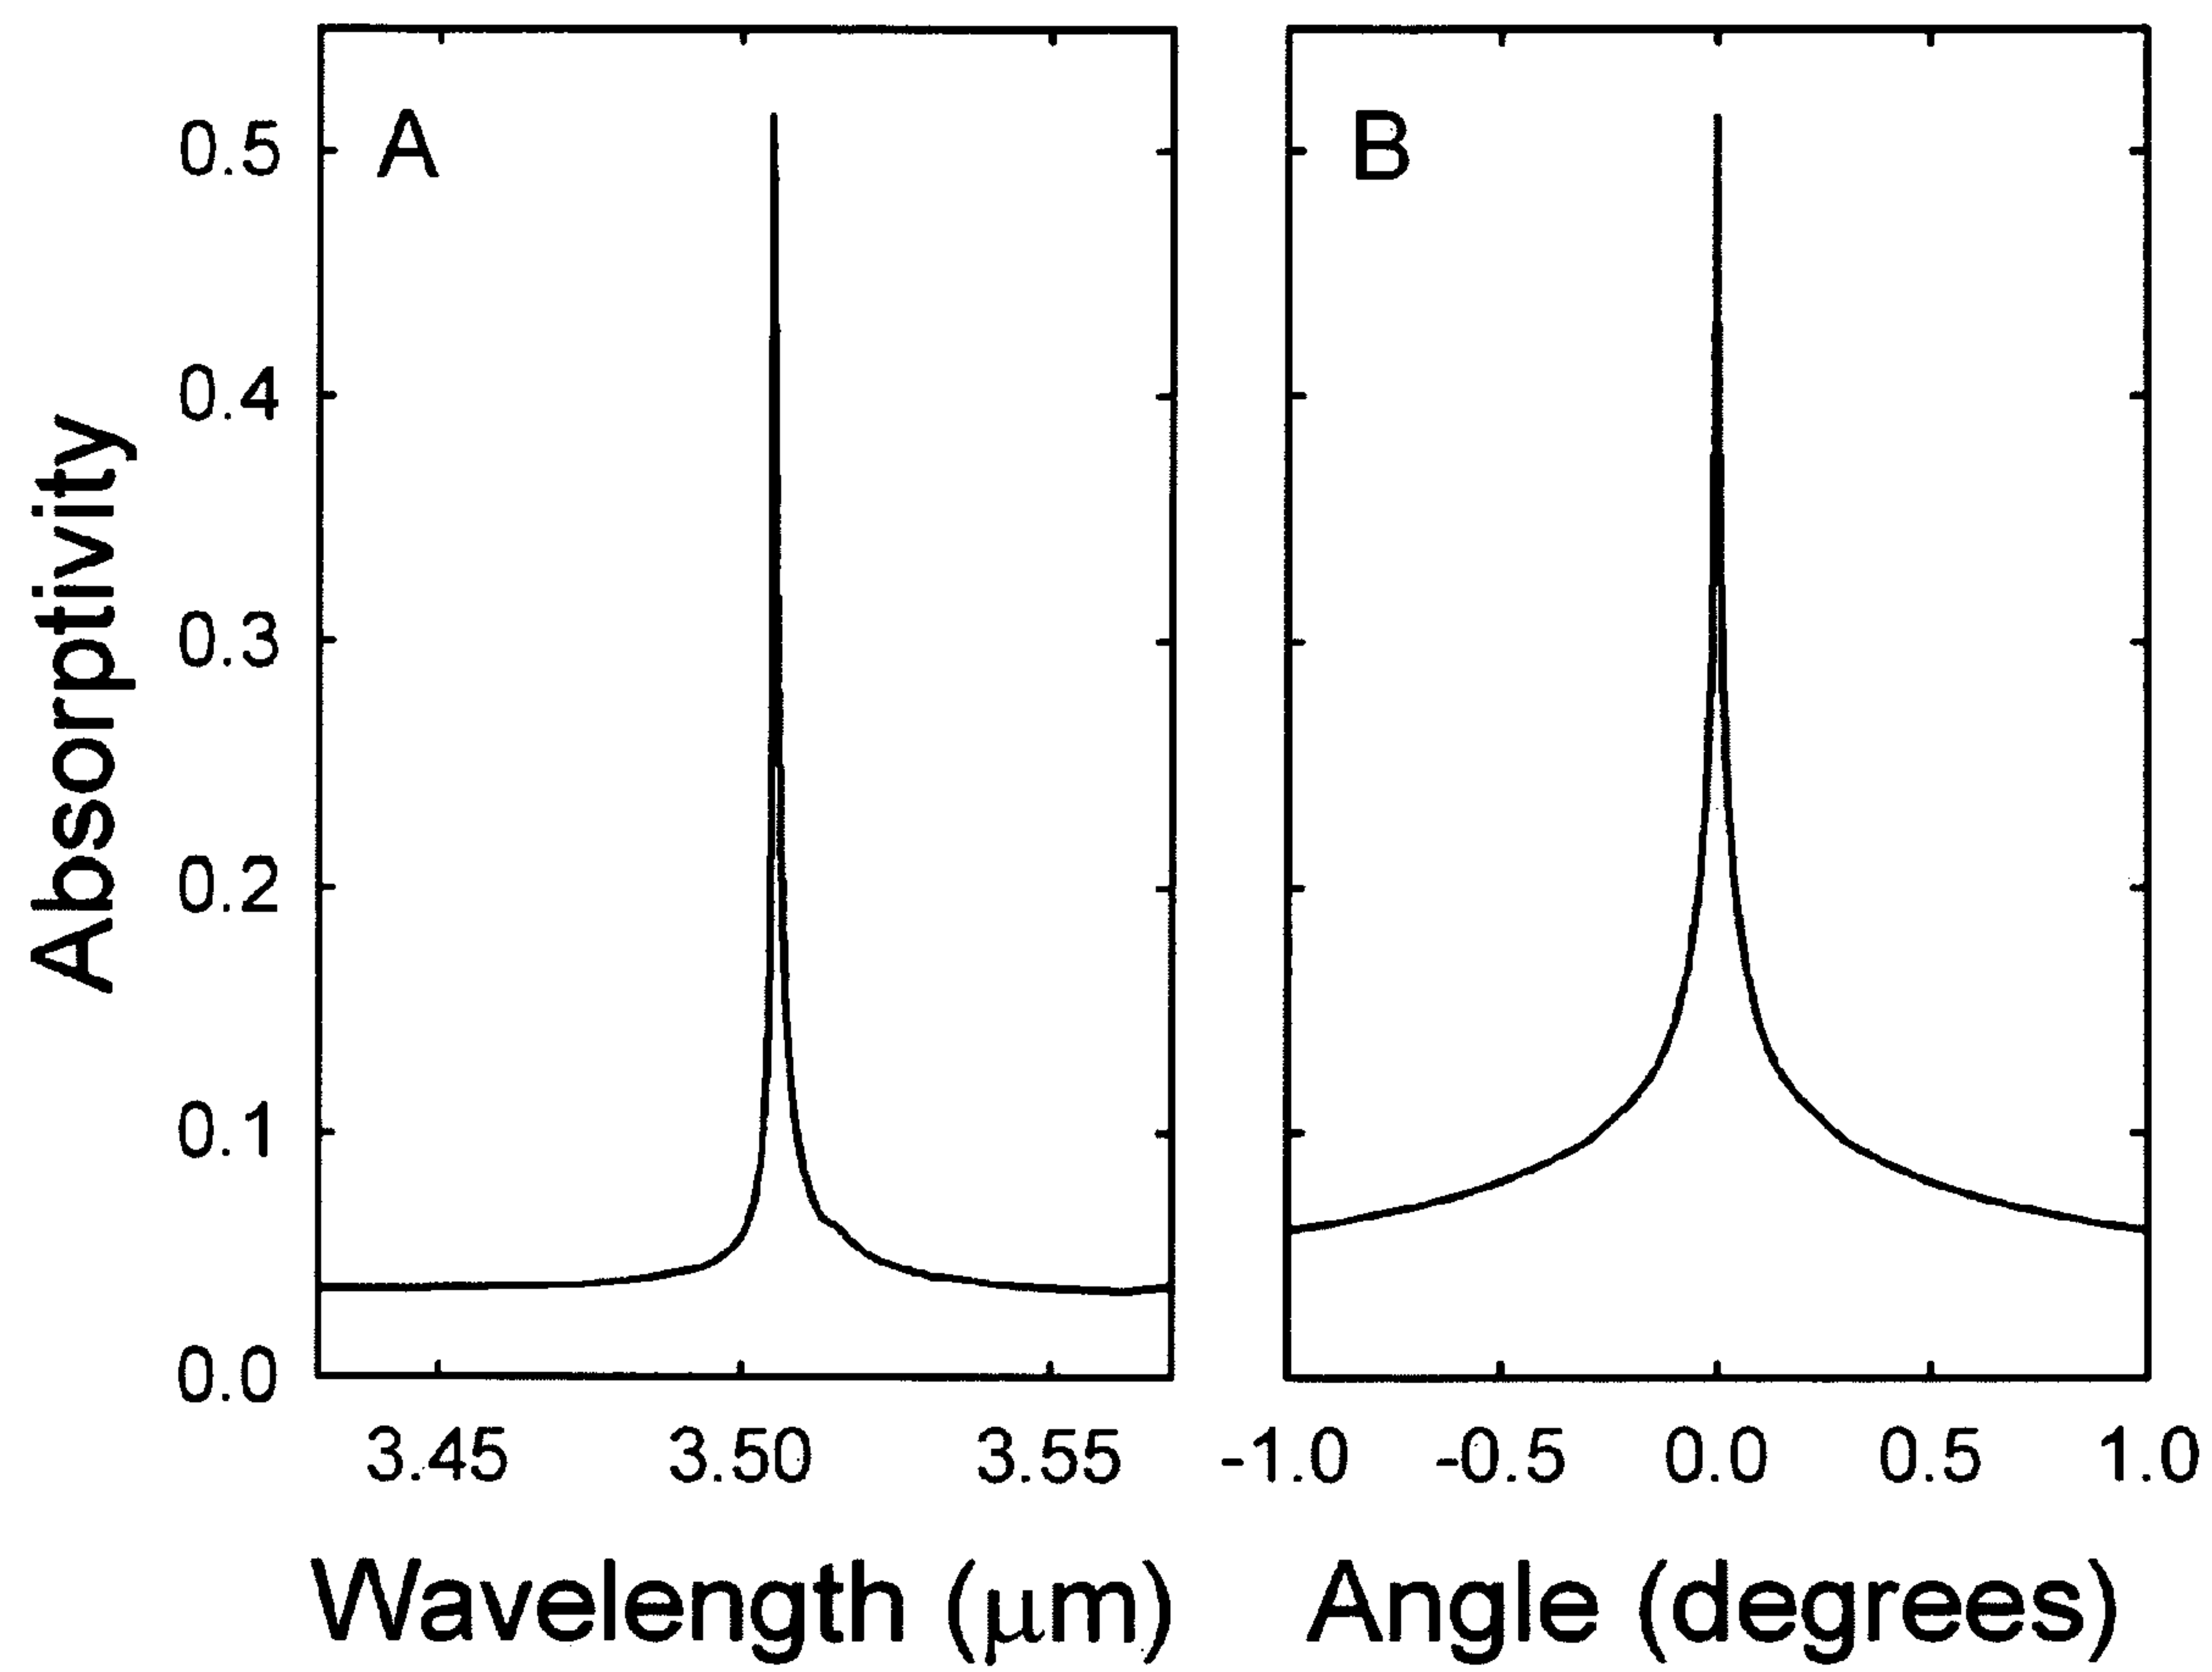 A
B
0.5
0.4
0.3
0.2
0.1
0.0
Absorptivity
3.45 3.50 3.55
-1.0 -0.5 0.0 0.5 1.0
Wavelength (μm)
Angle (degrees)